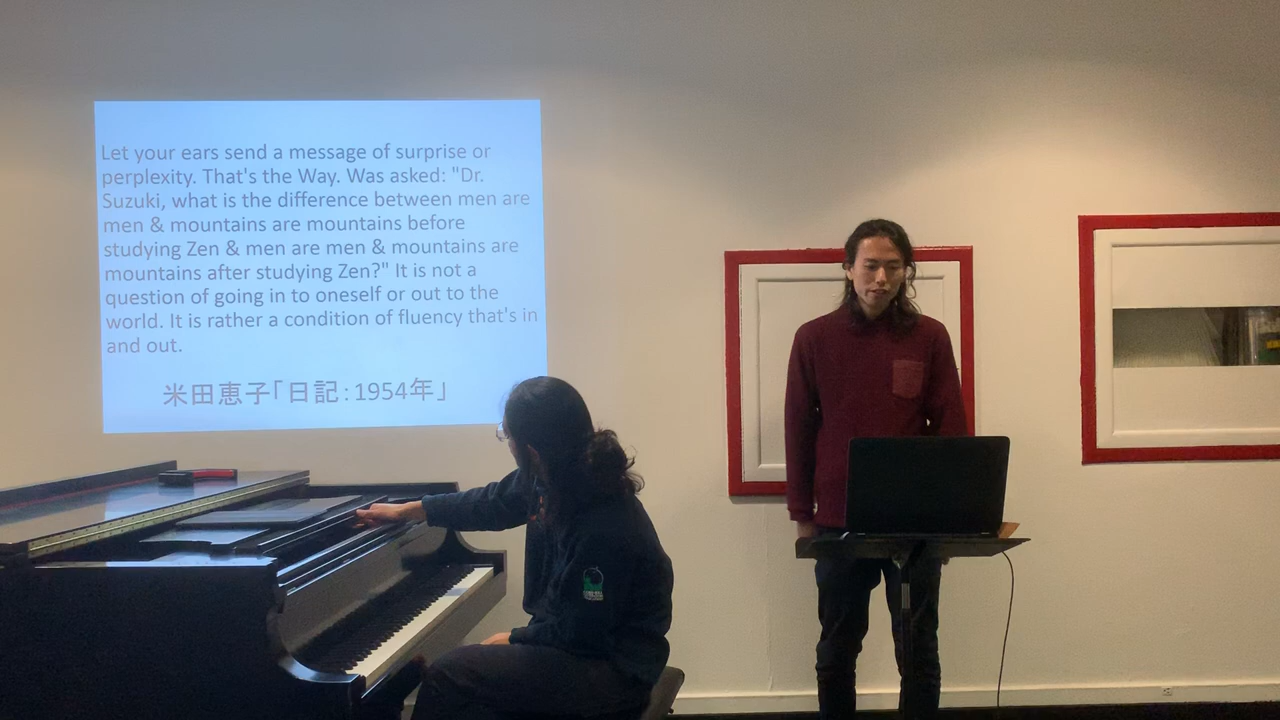 Let your ears send a message of surprise or
perplexity. That's the Way. Was asked: "Dr.
Suzuki, what is the difference between men are
men & mountains are mountains before
studying Zen & men are men & mountains are
mountains after studying Zen?" It is not a
question of going in to oneself or out to the
world. It is rather a condition of fluency that's in
and out.
米田恵子「日記：1954年」